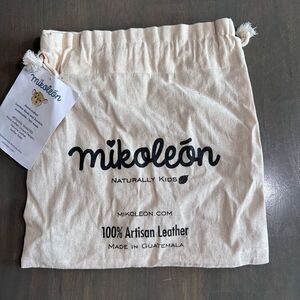 mikoleón
mikoleón
NATURALLY KIDS
MIKOLEON.COM
100% Artisan Leather
MADE IN GUATEMALA